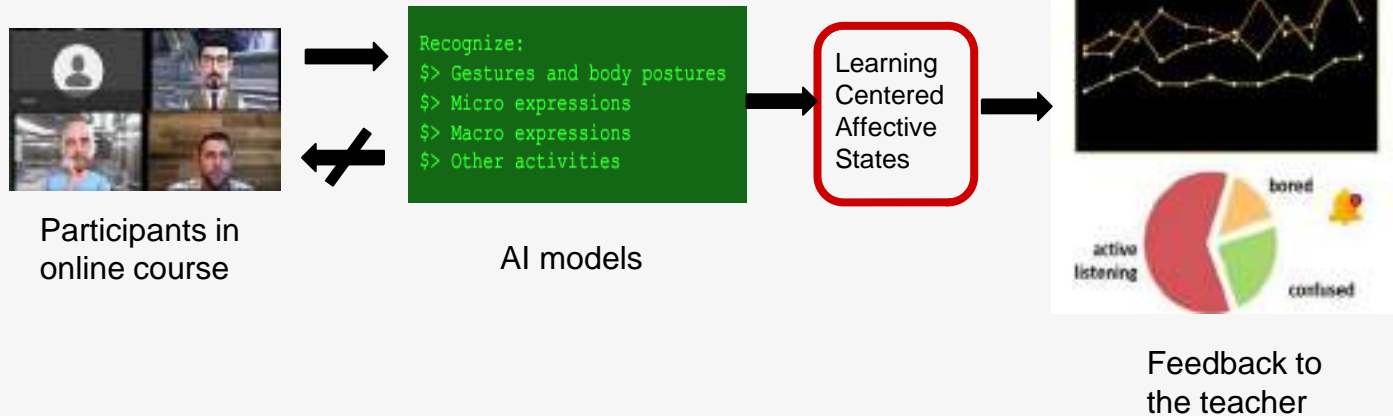 Participants in
online course
Recognize:
$> Gestures and body postures
$> Micro expressions
$> Macro expressions
$> Other activities
AI models
Learning
Centered
Affective
States
bored
active
listening
confused
Feedback to
the teacher